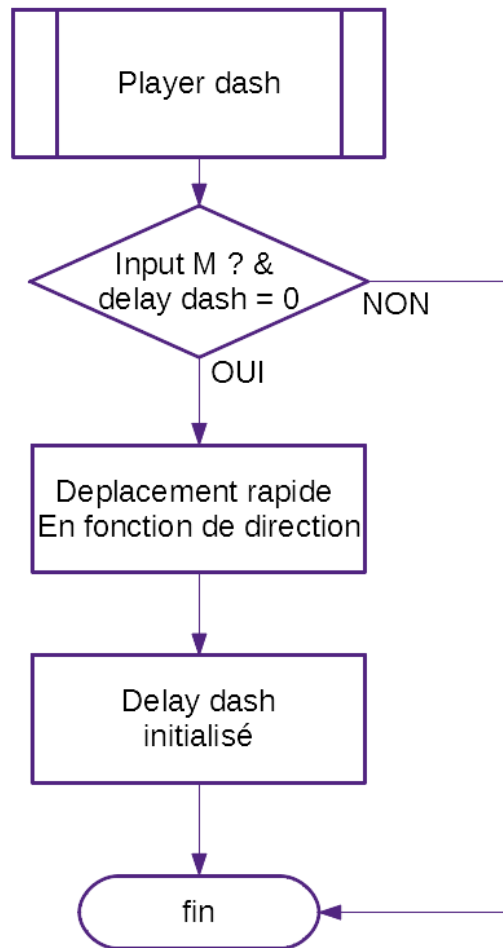 Player dash
Input M ? &
delay dash = 0
NON
OUI
Deplacement rapide
En fonction de direction
Delay dash
initialisé
fin